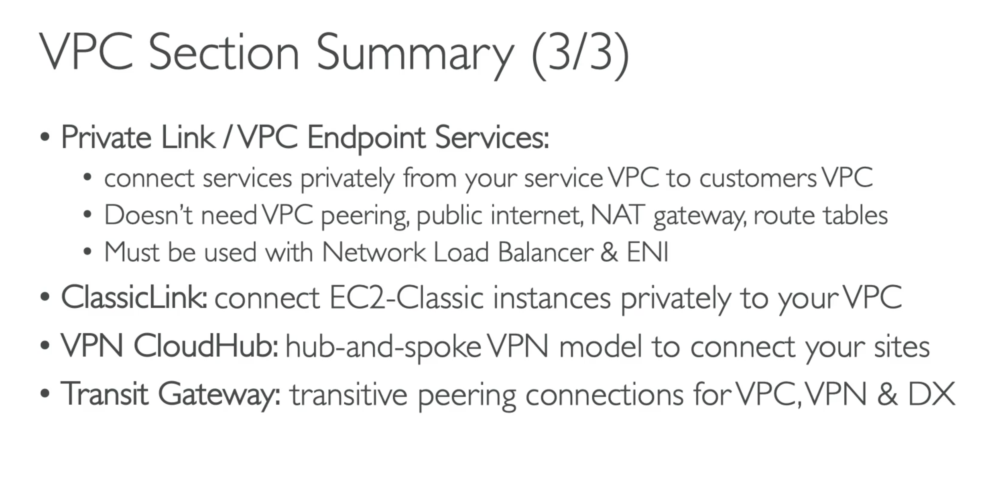 VPC Section Summary (3/3)
• Private Link / VPC Endpoint Services:
• connect services privately from your service VPC to customers VPC
• Doesn’t need VPC peering, public internet, NAT gateway, route tables
• Must be used with Network Load Balancer & ENI
• ClassicLink: connect EC2-Classic instances privately to your VPC
• VPN CloudHub: hub-and-spoke VPN model to connect your sites
• Transit Gateway: transitive peering connections for VPC, VPN & DX